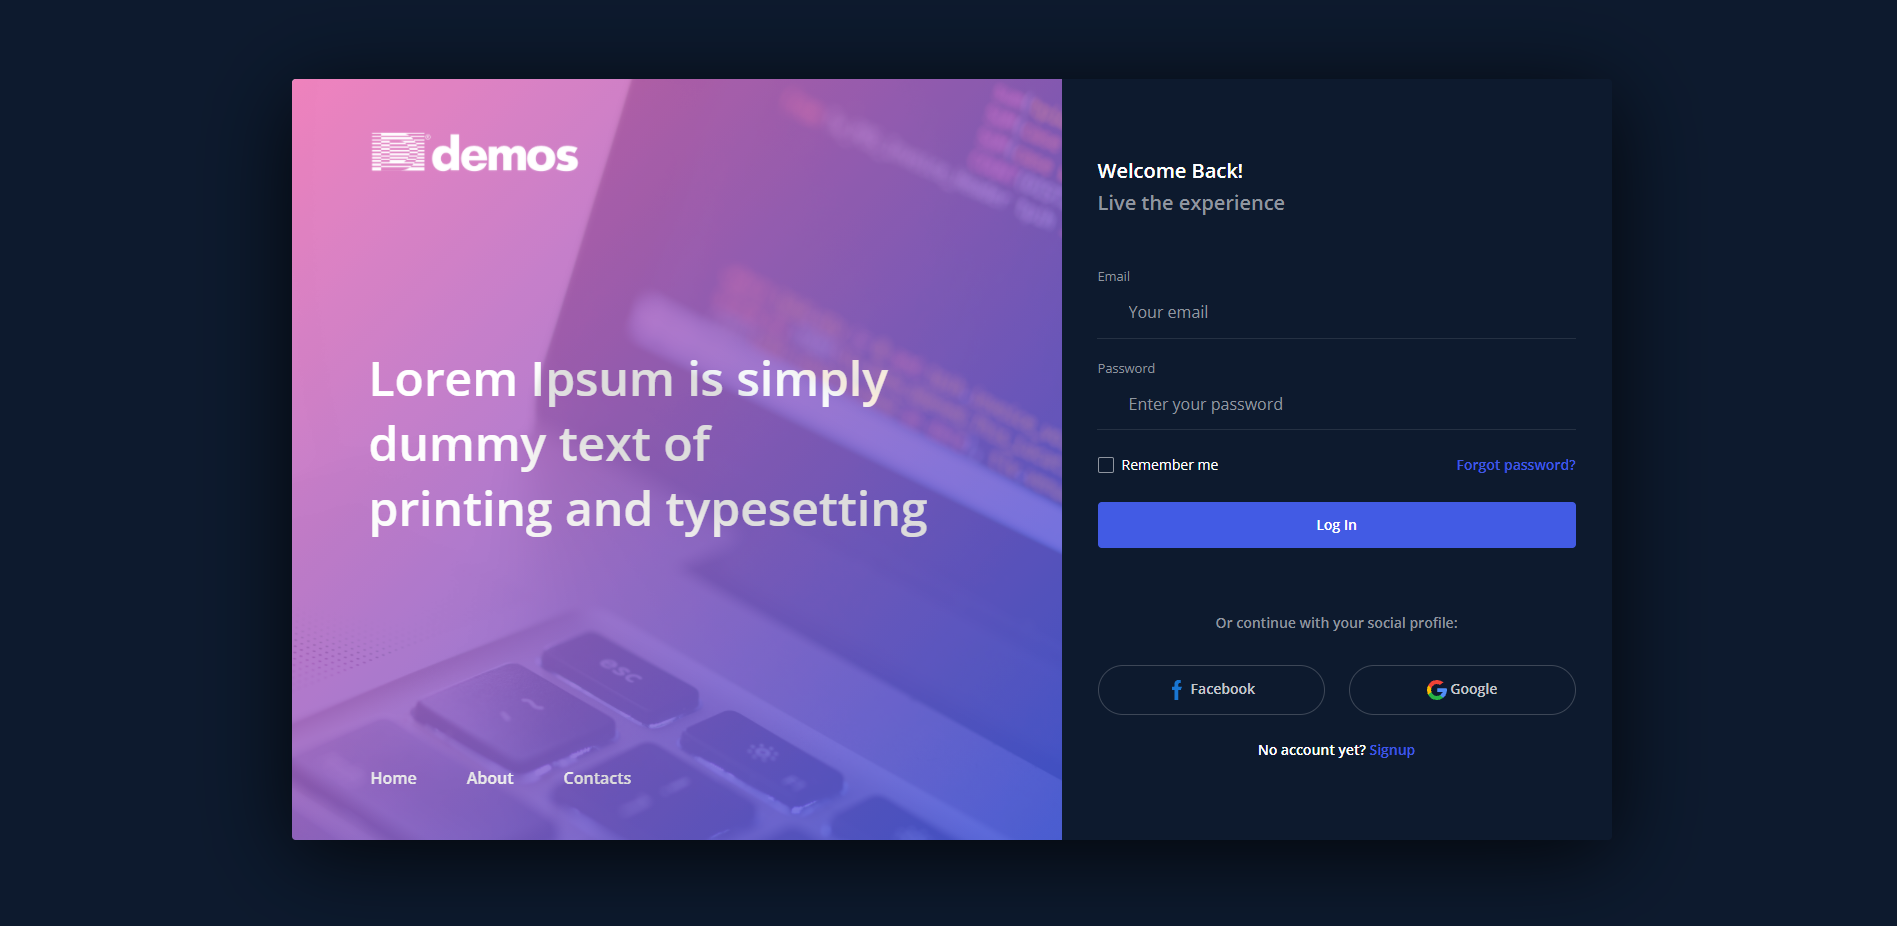 demos
Lorem Ipsum is simply
dummy text of
printing and typesetting
esc
Home
About
Contacts
Welcome Back!
Live the experience
Email
Your email
Password
Enter your password
Remember me
Forgot password?
Log In
Or continue with your social profile:
Facebook
Google
No account yet? Signup